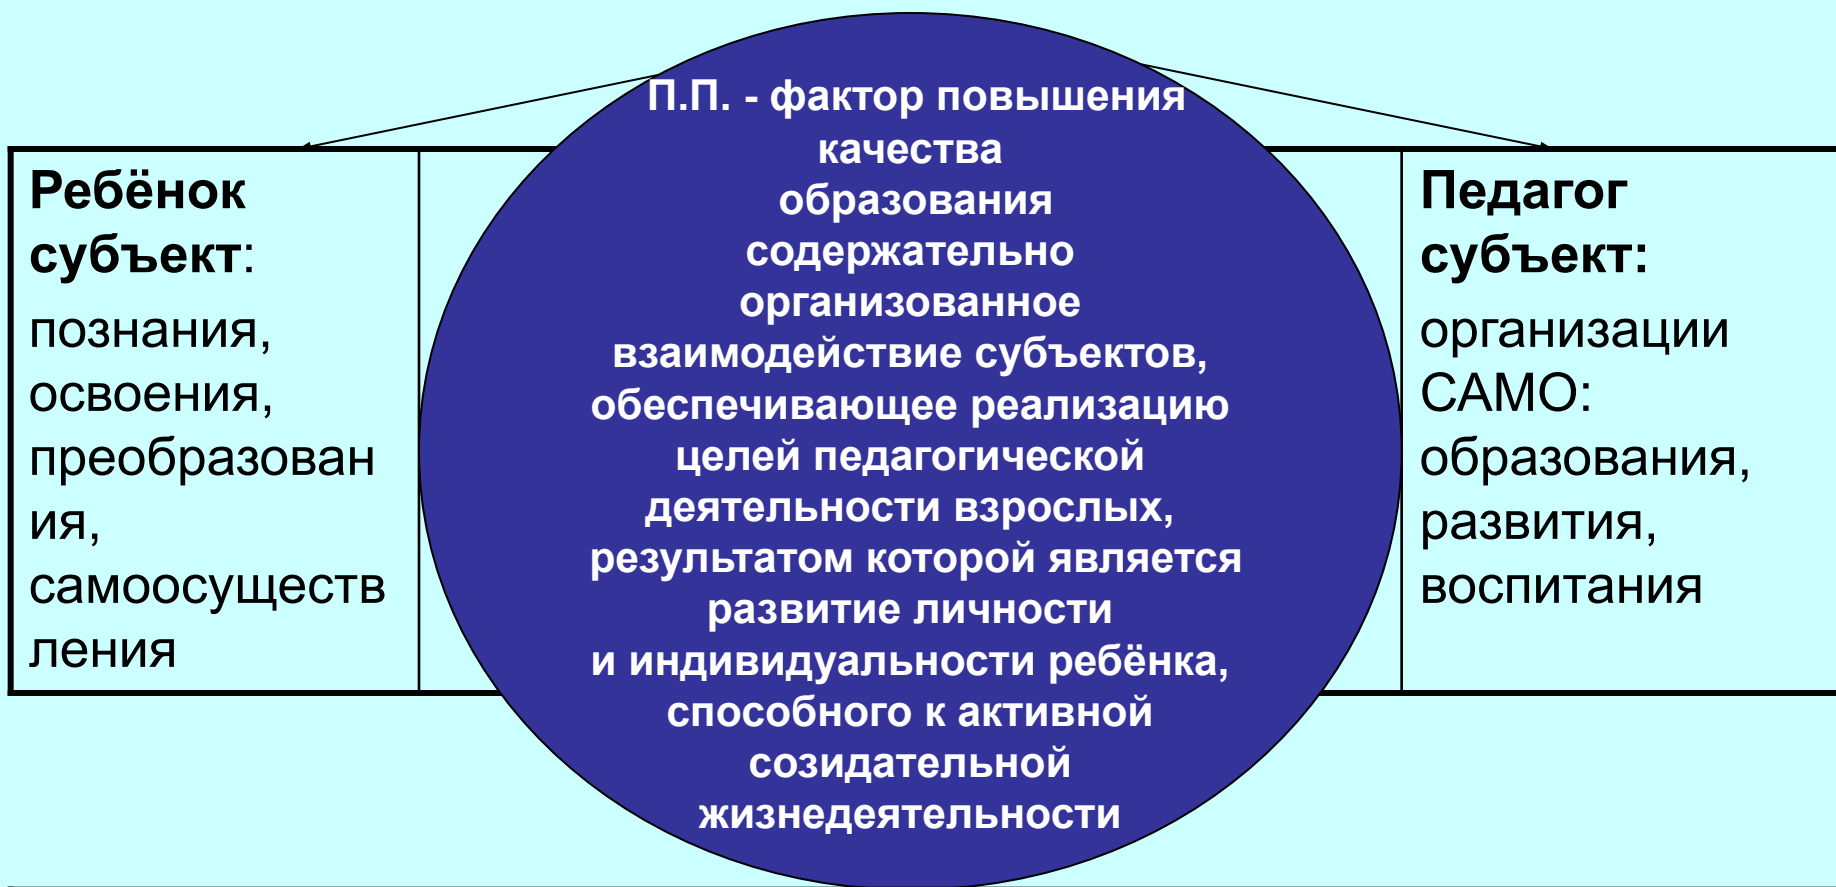 П.П. - фактор повышения
качества
образования
содержательно
организованное
взаимодействие субъектов,
обеспечивающее реализацию
целей педагогической
деятельности взрослых,
результатом которой является
развитие личности
и индивидуальности ребёнка,
способного к активной
созидательной
жизнедеятельности
Ребёнок
субъект:
познания,
освоения,
преобразован
ия,
самоосуществ
ления
Педагог
субъект:
организации
САМО:
образования,
развития,
воспитания